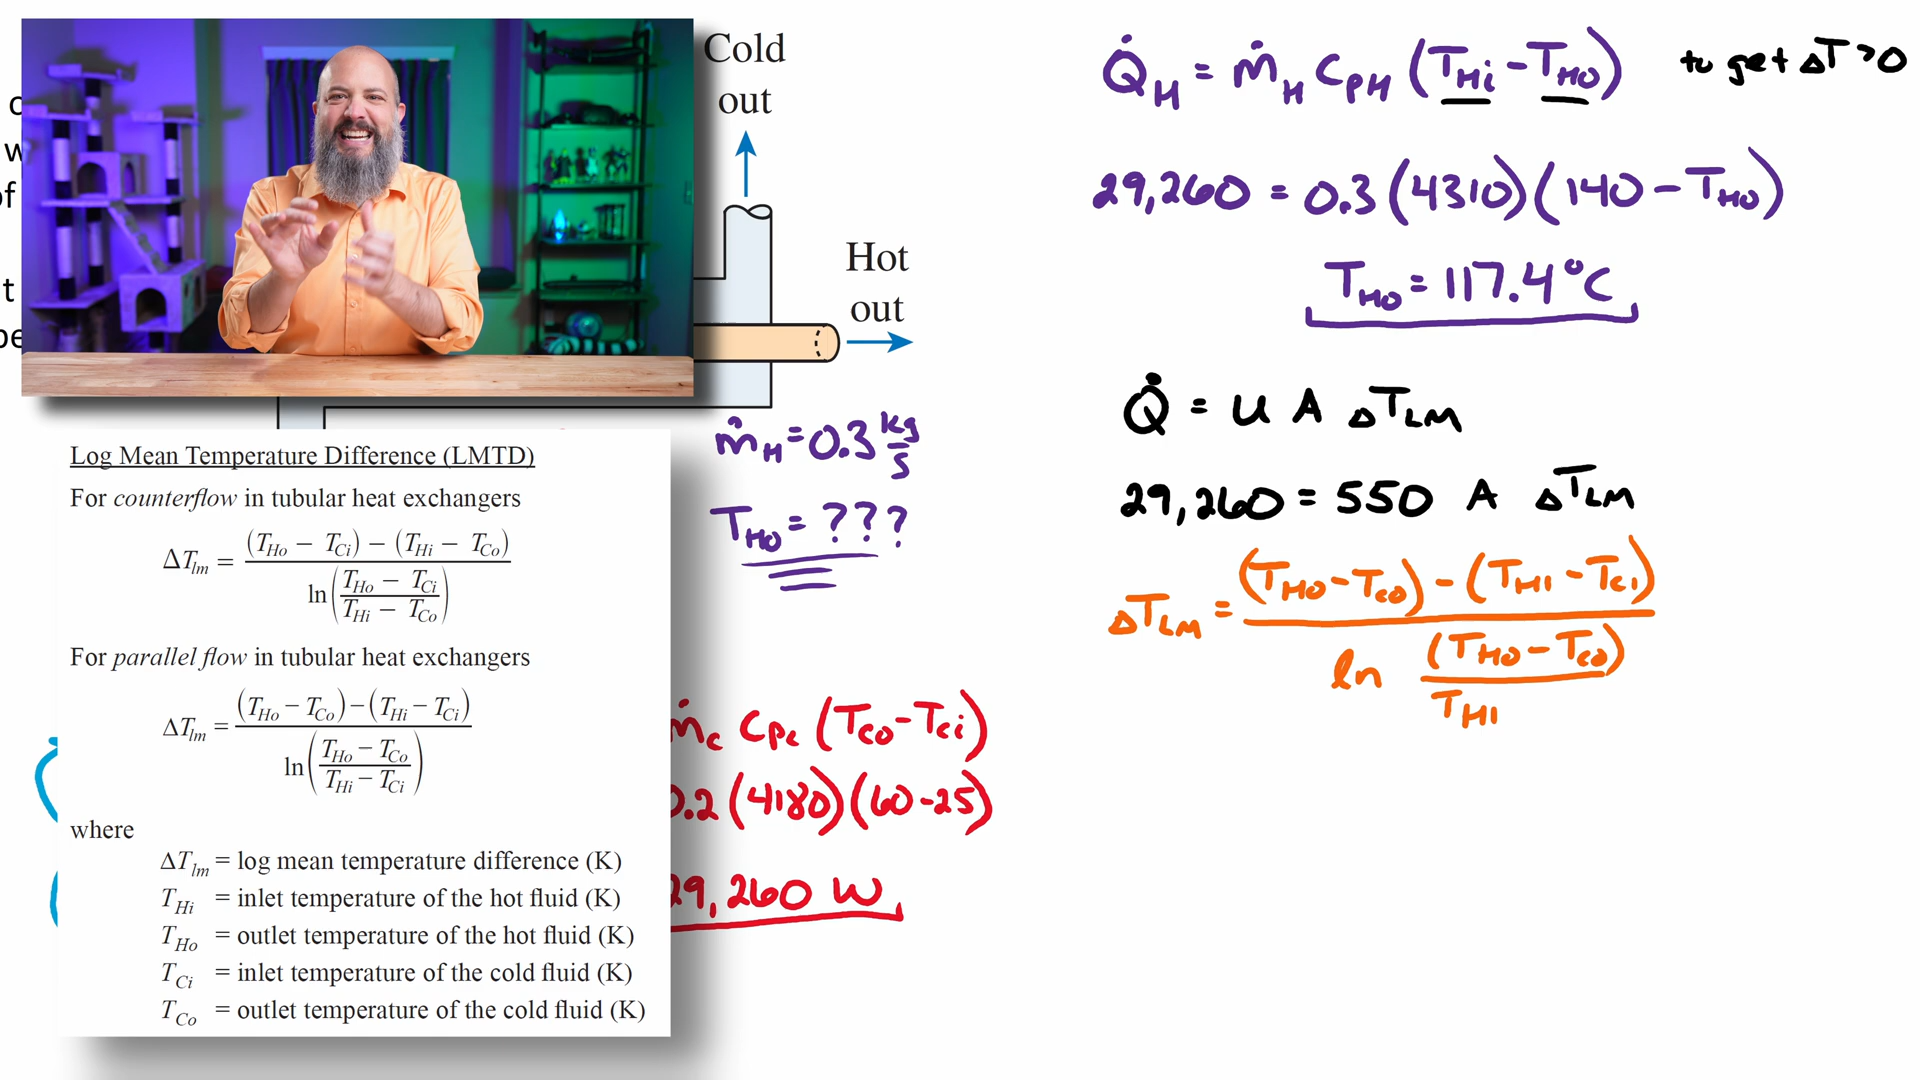 Cold
out
Hot
out
ṁ_H = 0.3 kg/s
T_HO = ???
Log Mean Temperature Difference (LMTD)
For counterflow in tubular heat exchangers
ΔT_lm = ((T_Ho − T_Ci) − (T_Hi − T_Co)) / ln((T_Ho − T_Ci) / (T_Hi − T_Co))
For parallel flow in tubular heat exchangers
ΔT_lm = ((T_Ho − T_Co) − (T_Hi − T_Ci)) / ln((T_Ho − T_Co) / (T_Hi − T_Ci))
where
ΔT_lm = log mean temperature difference (K)
T_Hi = inlet temperature of the hot fluid (K)
T_Ho = outlet temperature of the hot fluid (K)
T_Ci = inlet temperature of the cold fluid (K)
T_Co = outlet temperature of the cold fluid (K)
ṁ_c C_Pc (T_CO - T_Ci)
0.2 (4180) (60-25)
29,260 W
Q̇_H = ṁ_H C_PH (T_Hi - T_HO) to get ΔT > 0
29,260 = 0.3 (4310) (140 - T_HO)
T_HO = 117.4°C
Q̇ = U A ΔT_LM
29,260 = 550 A ΔT_LM
ΔT_LM = ((T_HO - T_CO) - (T_HI - T_CI)) / ln (T_HO - T_CO) / T_HI